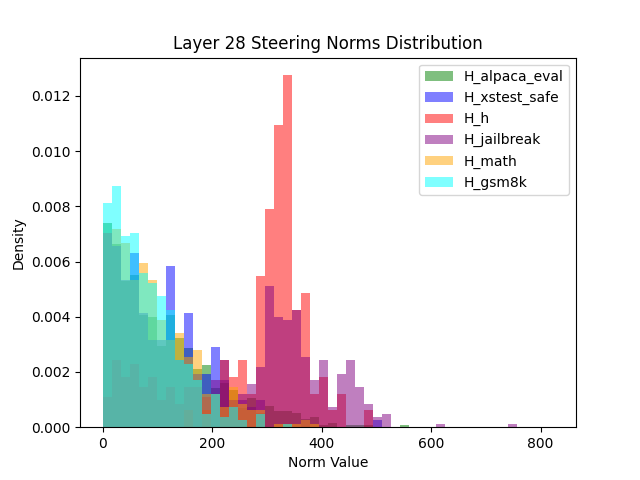 Layer 28 Steering Norms Distribution
H_alpaca_eval
H_xstest_safe
H_h
H_jailbreak
H_math
H_gsm8k
0.012
0.010
0.008
0.006
0.004
0.002
0.000
Density
0 200 400 600 800
Norm Value